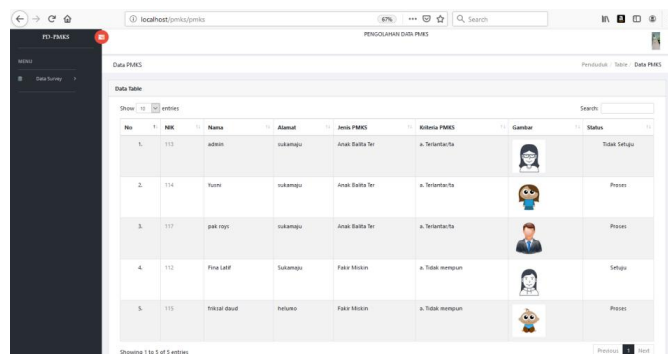 localhost/pmks/pmks 67% Search
PD-PMKS PENGOLAHAN DATA PMKS
MENU
Data Survey
Data PMKS Penduduk / Table / Data PMKS
Data Table
Show 10 entries Search:
No NIK Nama Alamat Jenis PMKS Kriteria PMKS Gambar Status
1. 113 admin sukamaju Anak Balita Ter a. Terlantar/ta Tidak Setuju
2. 114 husni sukamaju Anak Balita Ter a. Terlantar/ta Proses
3. 117 pak roys sukamaju Anak Balita Ter a. Terlantar/ta Proses
4. 112 Fina Latif Sukamaju Fakir Miskin a. Tidak mempun Setuju
5. 115 daud helumo Fakir Miskin a. Tidak mempun Proses
Showing 1 to 5 of 5 entries Previous 1 Next